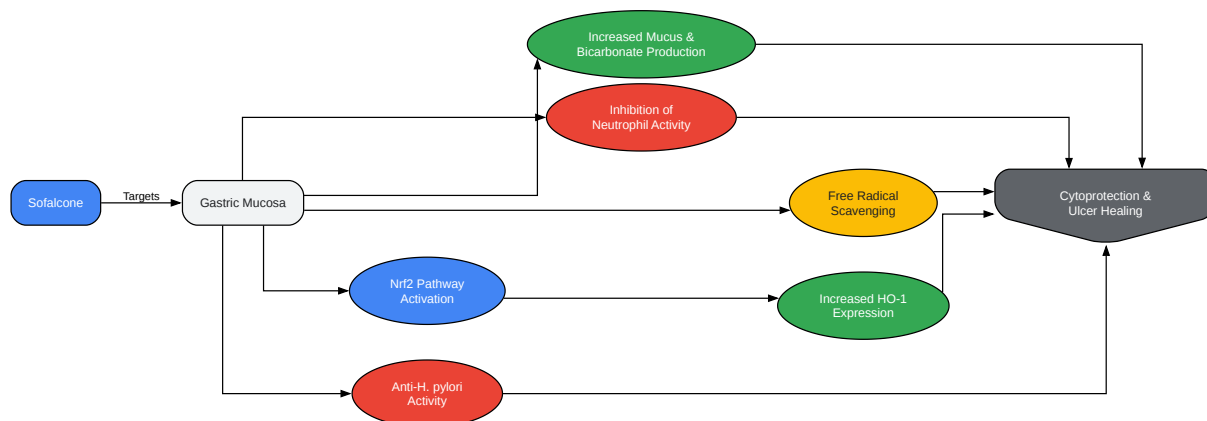 Increased Mucus &
Bicarbonate Production
Inhibition of
Neutrophil Activity
Sofalcone
Targets
Gastric Mucosa
Free Radical
Scavenging
Cytoprotection &
Ulcer Healing
Nrf2 Pathway
Activation
Increased HO-1
Expression
Anti-H. pylori
Activity